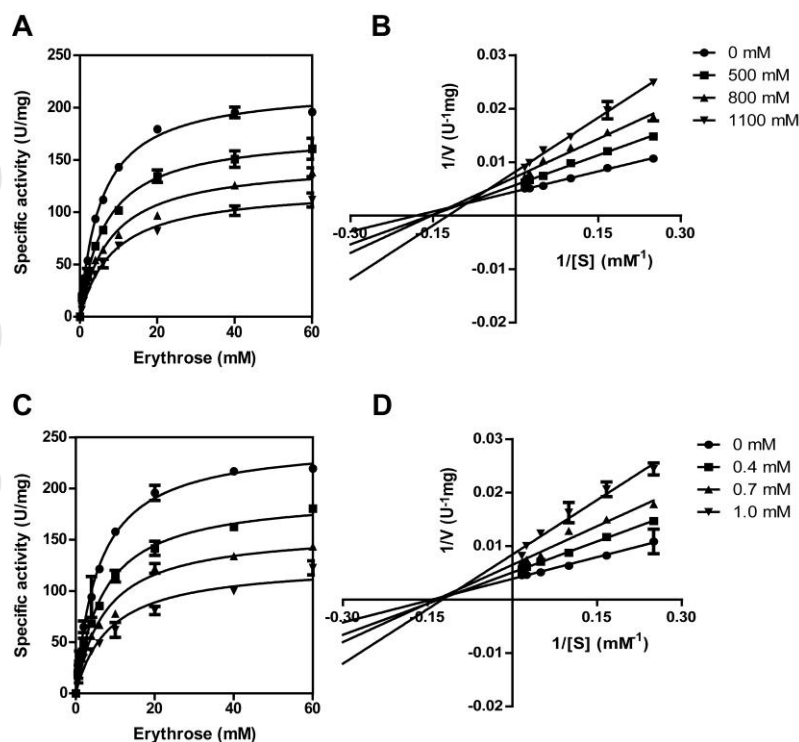 A
Specific activity (U/mg)
250
200
150
100
50
0
0 20 40 60
Erythrose (mM)
B
1/V (U⁻¹mg)
0.03
0.02
0.01
-0.01
-0.02
-0.30 -0.15 0.15 0.30
1/[S] (mM⁻¹)
0 mM
500 mM
800 mM
1100 mM
C
Specific activity (U/mg)
250
200
150
100
50
0
0 20 40 60
Erythrose (mM)
D
1/V (U⁻¹mg)
0.03
0.02
0.01
-0.01
-0.02
-0.30 -0.15 0.15 0.30
1/[S] (mM⁻¹)
0 mM
0.4 mM
0.7 mM
1.0 mM